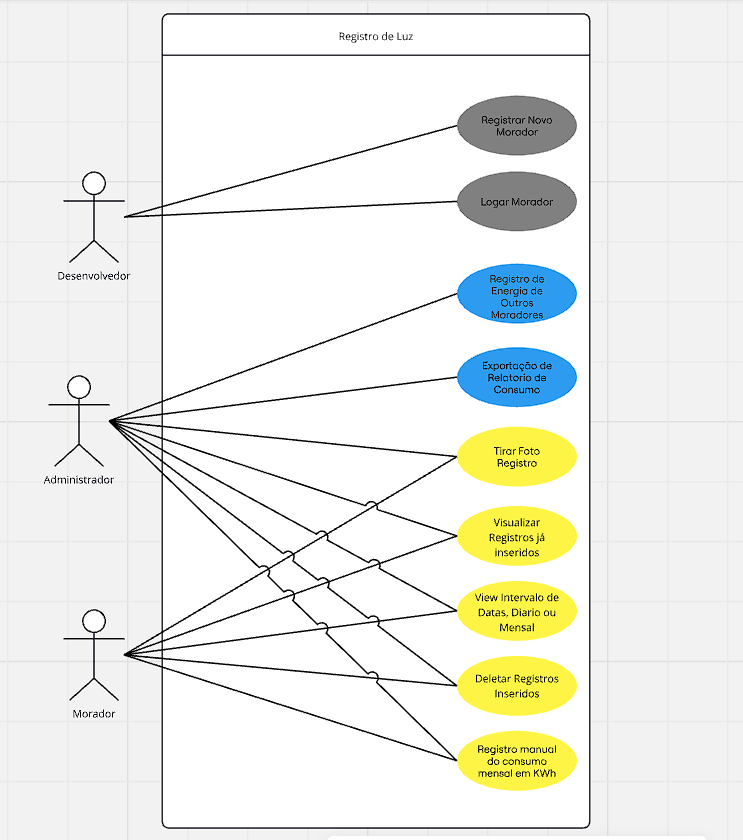 Registro de Luz
Registrar Novo
Morador
Logar Morador
Desenvolvedor
Registro de
Energia de
Outros
Moradores
Exportação de
Relatorio de
Consumo
Administrador
Tirar Foto
Registro
Visualizar
Registros já
inseridos
View Intervalo de
Datas, Diario ou
Mensal
Morador
Deletar Registros
Inseridos
Registro manual
do consumo
mensal em KWh